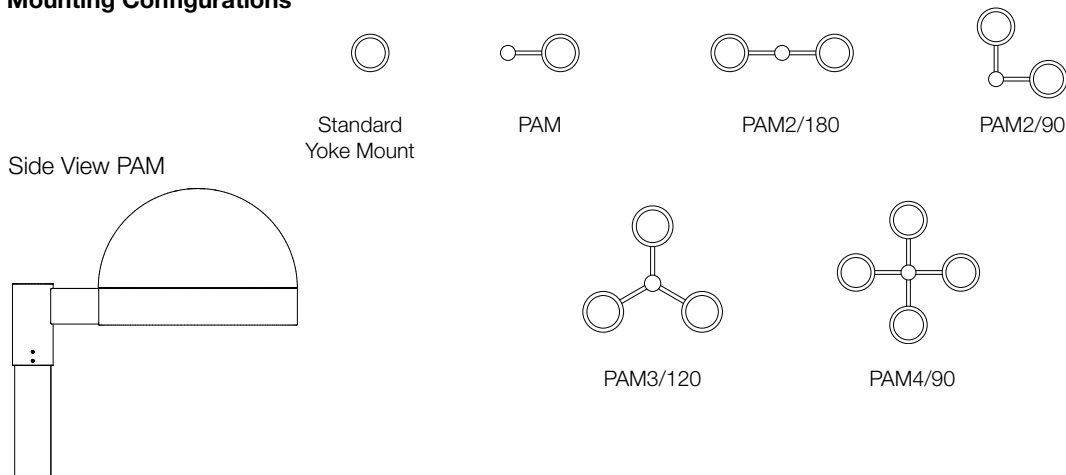 Mounting Configurations
Standard
Yoke Mount
PAM
PAM2/180
PAM2/90
Side View PAM
PAM3/120
PAM4/90